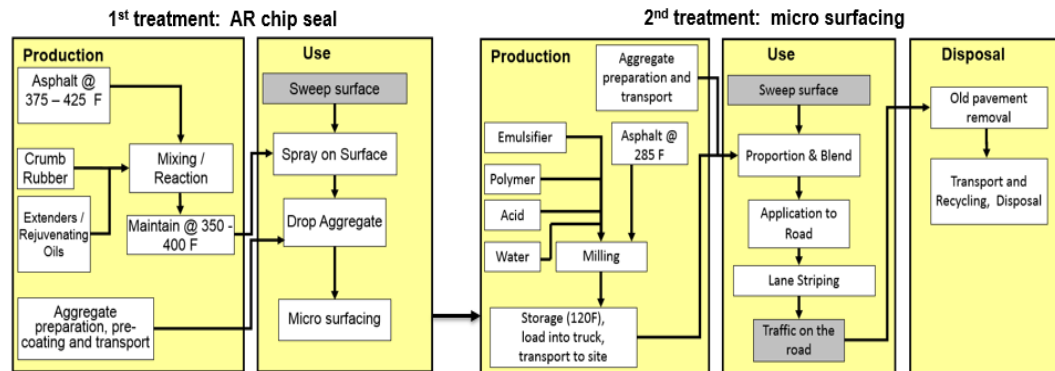 1st treatment: AR chip seal
Production
Asphalt @
375 – 425 F
Crumb
Rubber
Extenders /
Rejuvenating
Oils
Mixing /
Reaction
Maintain @ 350 -
400 F
Aggregate
preparation, pre-
coating and transport
Use
Sweep surface
Spray on Surface
Drop Aggregate
Micro surfacing
2nd treatment: micro surfacing
Production
Aggregate
preparation and
transport
Emulsifier
Polymer
Acid
Water
Asphalt @
285 F
Milling
Storage (120F),
load into truck,
transport to site
Use
Sweep surface
Proportion & Blend
Application to
Road
Lane Striping
Traffic on the
road
Disposal
Old pavement
removal
Transport and
Recycling, Disposal